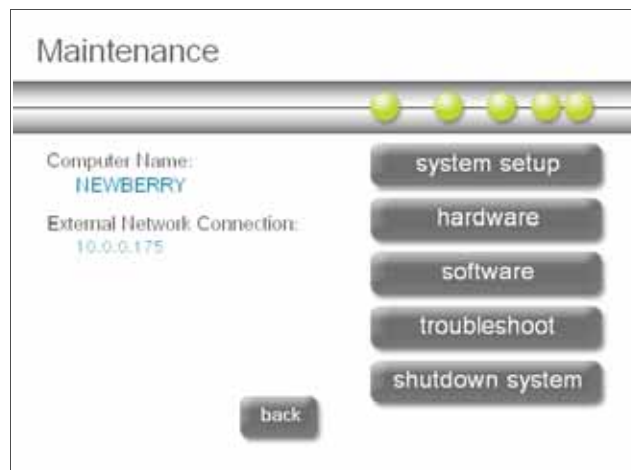 Maintenance
Computer Name:
NEWBERRY
External Network Connection:
10.0.0.175
system setup
hardware
software
troubleshoot
shutdown system
back